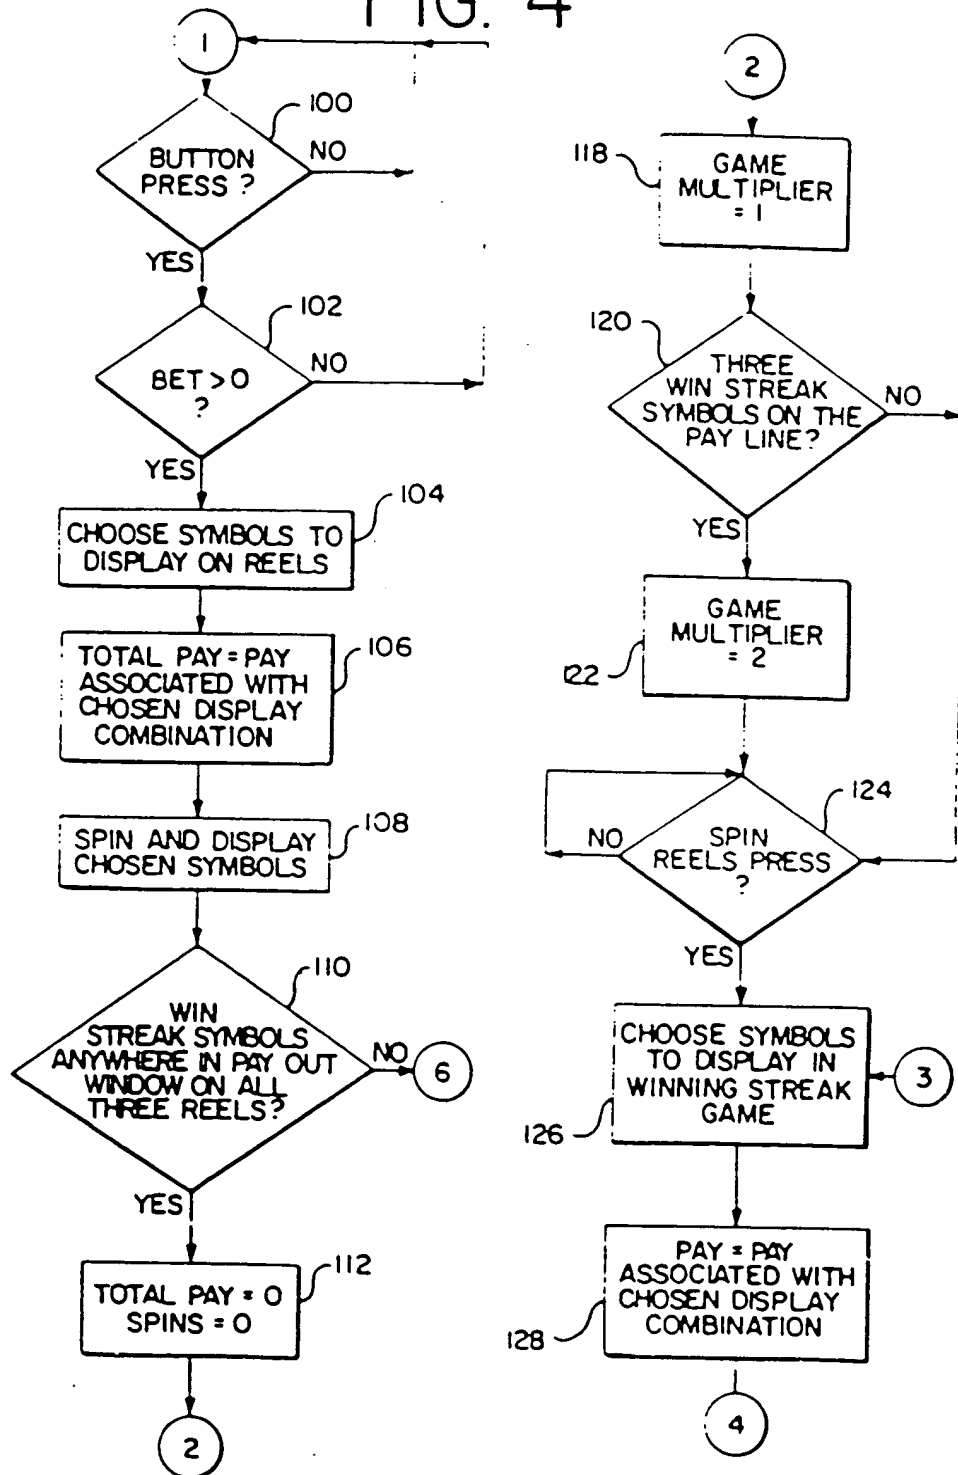 FIG. 4
1
100
BUTTON
PRESS ?
NO
YES
102
BET > 0
?
NO
YES
104
CHOOSE SYMBOLS TO
DISPLAY ON REELS
106
TOTAL PAY = PAY
ASSOCIATED WITH
CHOSEN DISPLAY
COMBINATION
108
SPIN AND DISPLAY
CHOSEN SYMBOLS
110
WIN
STREAK SYMBOLS
ANYWHERE IN PAY OUT
WINDOW ON ALL
THREE REELS?
NO
6
YES
112
TOTAL PAY = 0
SPINS = 0
2
2
118
GAME
MULTIPLIER
= 1
120
THREE
WIN STREAK
SYMBOLS ON THE
PAY LINE?
NO
YES
122
GAME
MULTIPLIER
= 2
124
SPIN
REELS PRESS
?
NO
YES
126
CHOOSE SYMBOLS
TO DISPLAY IN
WINNING STREAK
GAME
3
128
PAY = PAY
ASSOCIATED WITH
CHOSEN DISPLAY
COMBINATION
4